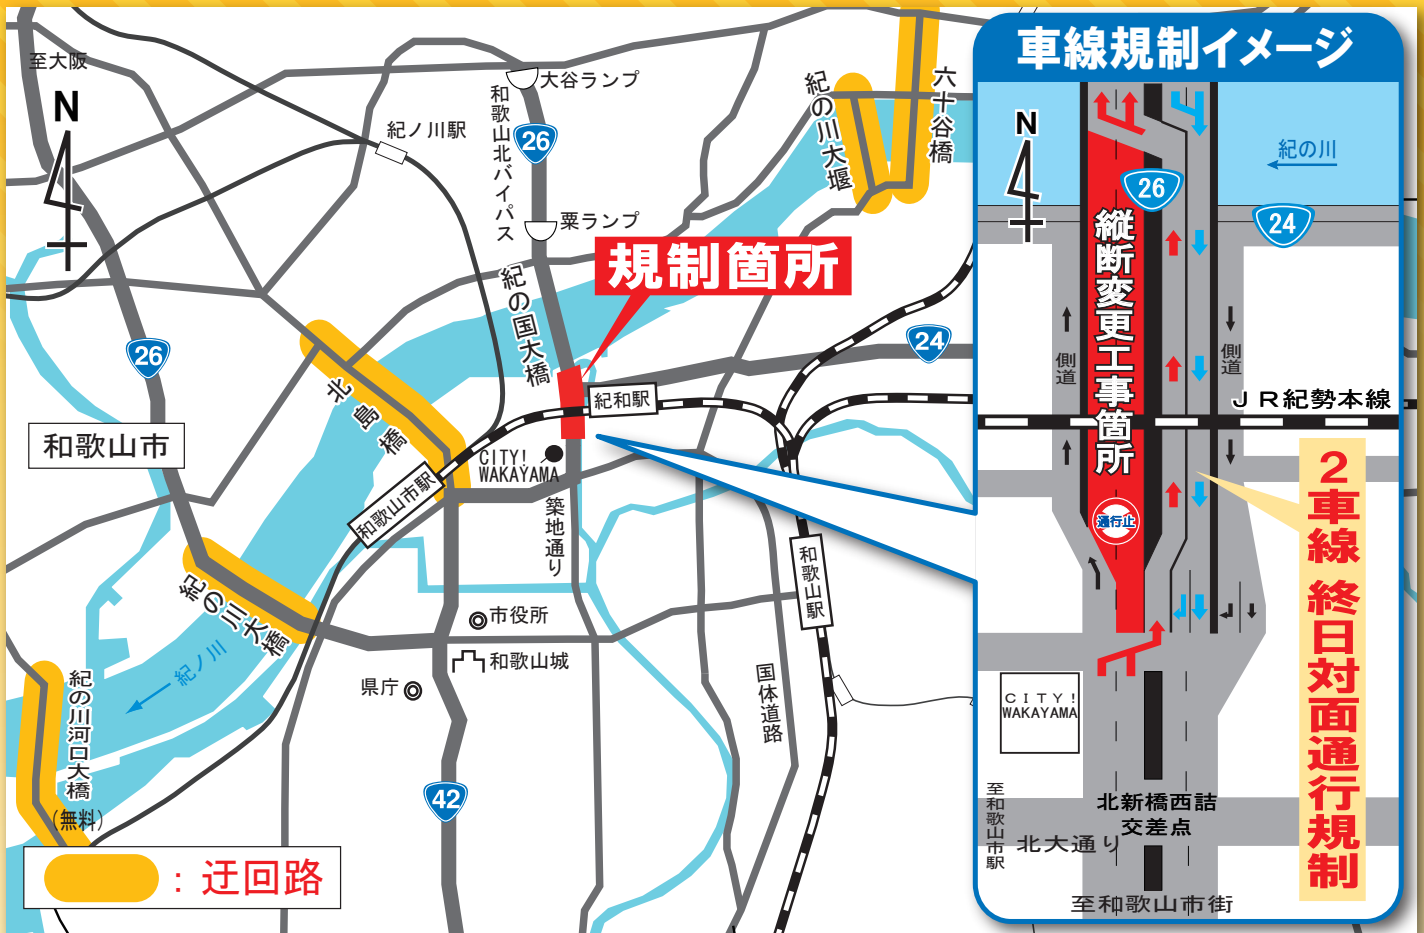 至大阪
N
大谷ランプ
和歌山北バイパス
26
紀ノ川駅
粟ランプ
紀の川大堰
六十谷橋
規制箇所
紀の国大橋
24
26
北島橋
紀和駅
和歌山市
CITY!
WAKAYAMA
和歌山市駅
築地通り
和歌山駅
紀の川大橋
市役所
和歌山城
県庁
紀ノ川
国体道路
紀の川河口大橋
(無料)
42
：迂回路
車線規制イメージ
N
紀の川
26
24
縦断変更工事箇所
側道
側道
JR紀勢本線
通行止
2車線 終日対面通行規制
CITY!
WAKAYAMA
至和歌山市駅
北新橋西詰
交差点
北大通り
至和歌山市街